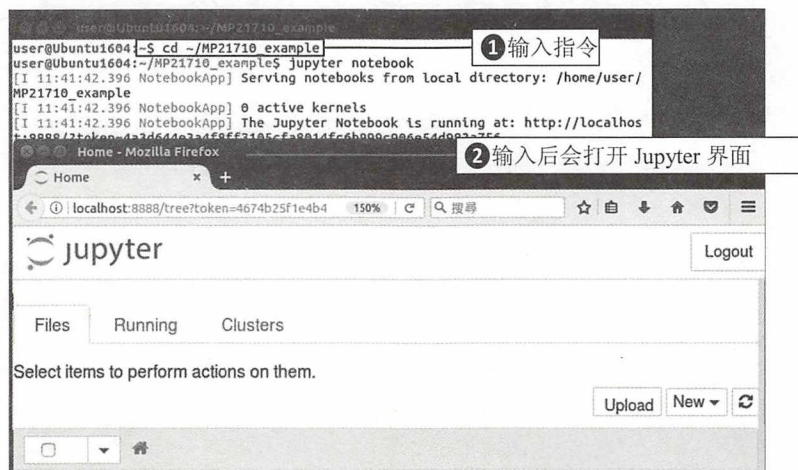 user@Ubuntu1604: ~/MP21710_example
user@Ubuntu1604:~$ cd ~/MP21710_example
❶输入指令
user@Ubuntu1604:~/MP21710_example$ jupyter notebook
[I 11:41:42.396 NotebookApp] Serving notebooks from local directory: /home/user/
MP21710_example
[I 11:41:42.396 NotebookApp] 0 active kernels
[I 11:41:42.396 NotebookApp] The Jupyter Notebook is running at: http://localhos
Home - Mozilla Firefox
❷输入后会打开 Jupyter 界面
Home × +
localhost:8888/tree?token=4674b25f1e4b4 150% 搜尋
jupyter
Logout
Files Running Clusters
Select items to perform actions on them.
Upload New